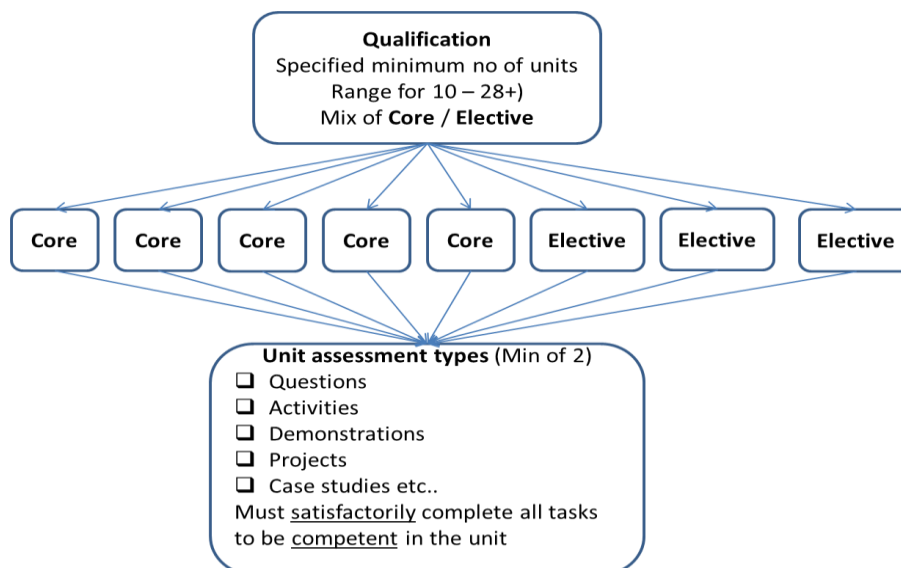 Qualification
Specified minimum no of units
Range for 10 – 28+)
Mix of Core / Elective
Core
Core
Core
Core
Core
Elective
Elective
Elective
Unit assessment types (Min of 2)
❑ Questions
❑ Activities
❑ Demonstrations
❑ Projects
❑ Case studies etc..
Must satisfactorily complete all tasks
to be competent in the unit